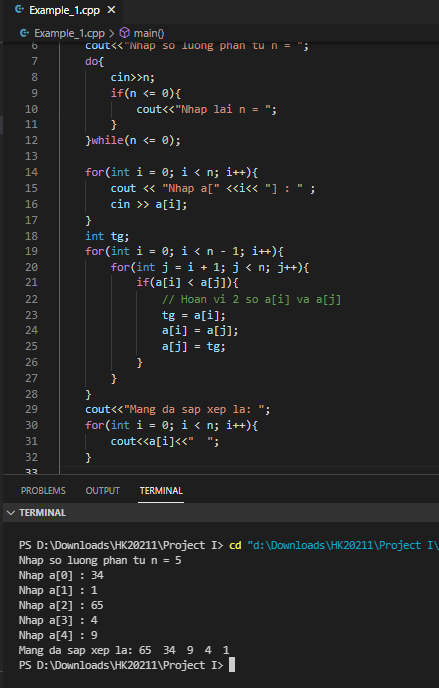 Example_1.cpp ×
Example_1.cpp > main()
6 cout<<"Nhap so luong phan tu n = ";
7 do{
8 cin>>n;
9 if(n <= 0){
10 cout<<"Nhap lai n = ";
11 }
12 }while(n <= 0);
13
14 for(int i = 0; i < n; i++){
15 cout << "Nhap a[" <<i<< "] : " ;
16 cin >> a[i];
17 }
18 int tg;
19 for(int i = 0; i < n - 1; i++){
20 for(int j = i + 1; j < n; j++){
21 if(a[i] < a[j]){
22 // Hoan vi 2 so a[i] va a[j]
23 tg = a[i];
24 a[i] = a[j];
25 a[j] = tg;
26 }
27 }
28 }
29 cout<<"Mang da sap xep la: ";
30 for(int i = 0; i < n; i++){
31 cout<<a[i]<<"  ";
32 }
33
PROBLEMS OUTPUT TERMINAL
TERMINAL
PS D:\Downloads\HK20211\Project I> cd "d:\Downloads\HK20211\Project I\
Nhap so luong phan tu n = 5
Nhap a[0] : 34
Nhap a[1] : 1
Nhap a[2] : 65
Nhap a[3] : 4
Nhap a[4] : 9
Mang da sap xep la: 65  34  9  4  1
PS D:\Downloads\HK20211\Project I>